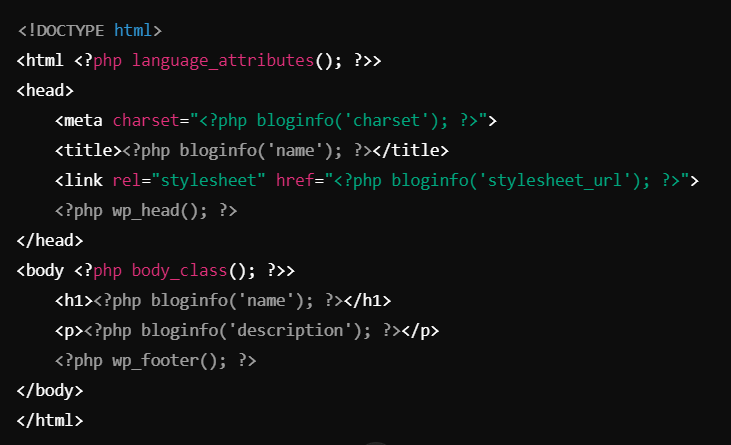 <!DOCTYPE html>
<html <?php language_attributes(); ?>>
<head>
    <meta charset="<?php bloginfo('charset'); ?>">
    <title><?php bloginfo('name'); ?></title>
    <link rel="stylesheet" href="<?php bloginfo('stylesheet_url'); ?>">
    <?php wp_head(); ?>
</head>
<body <?php body_class(); ?>>
    <h1><?php bloginfo('name'); ?></h1>
    <p><?php bloginfo('description'); ?></p>
    <?php wp_footer(); ?>
</body>
</html>